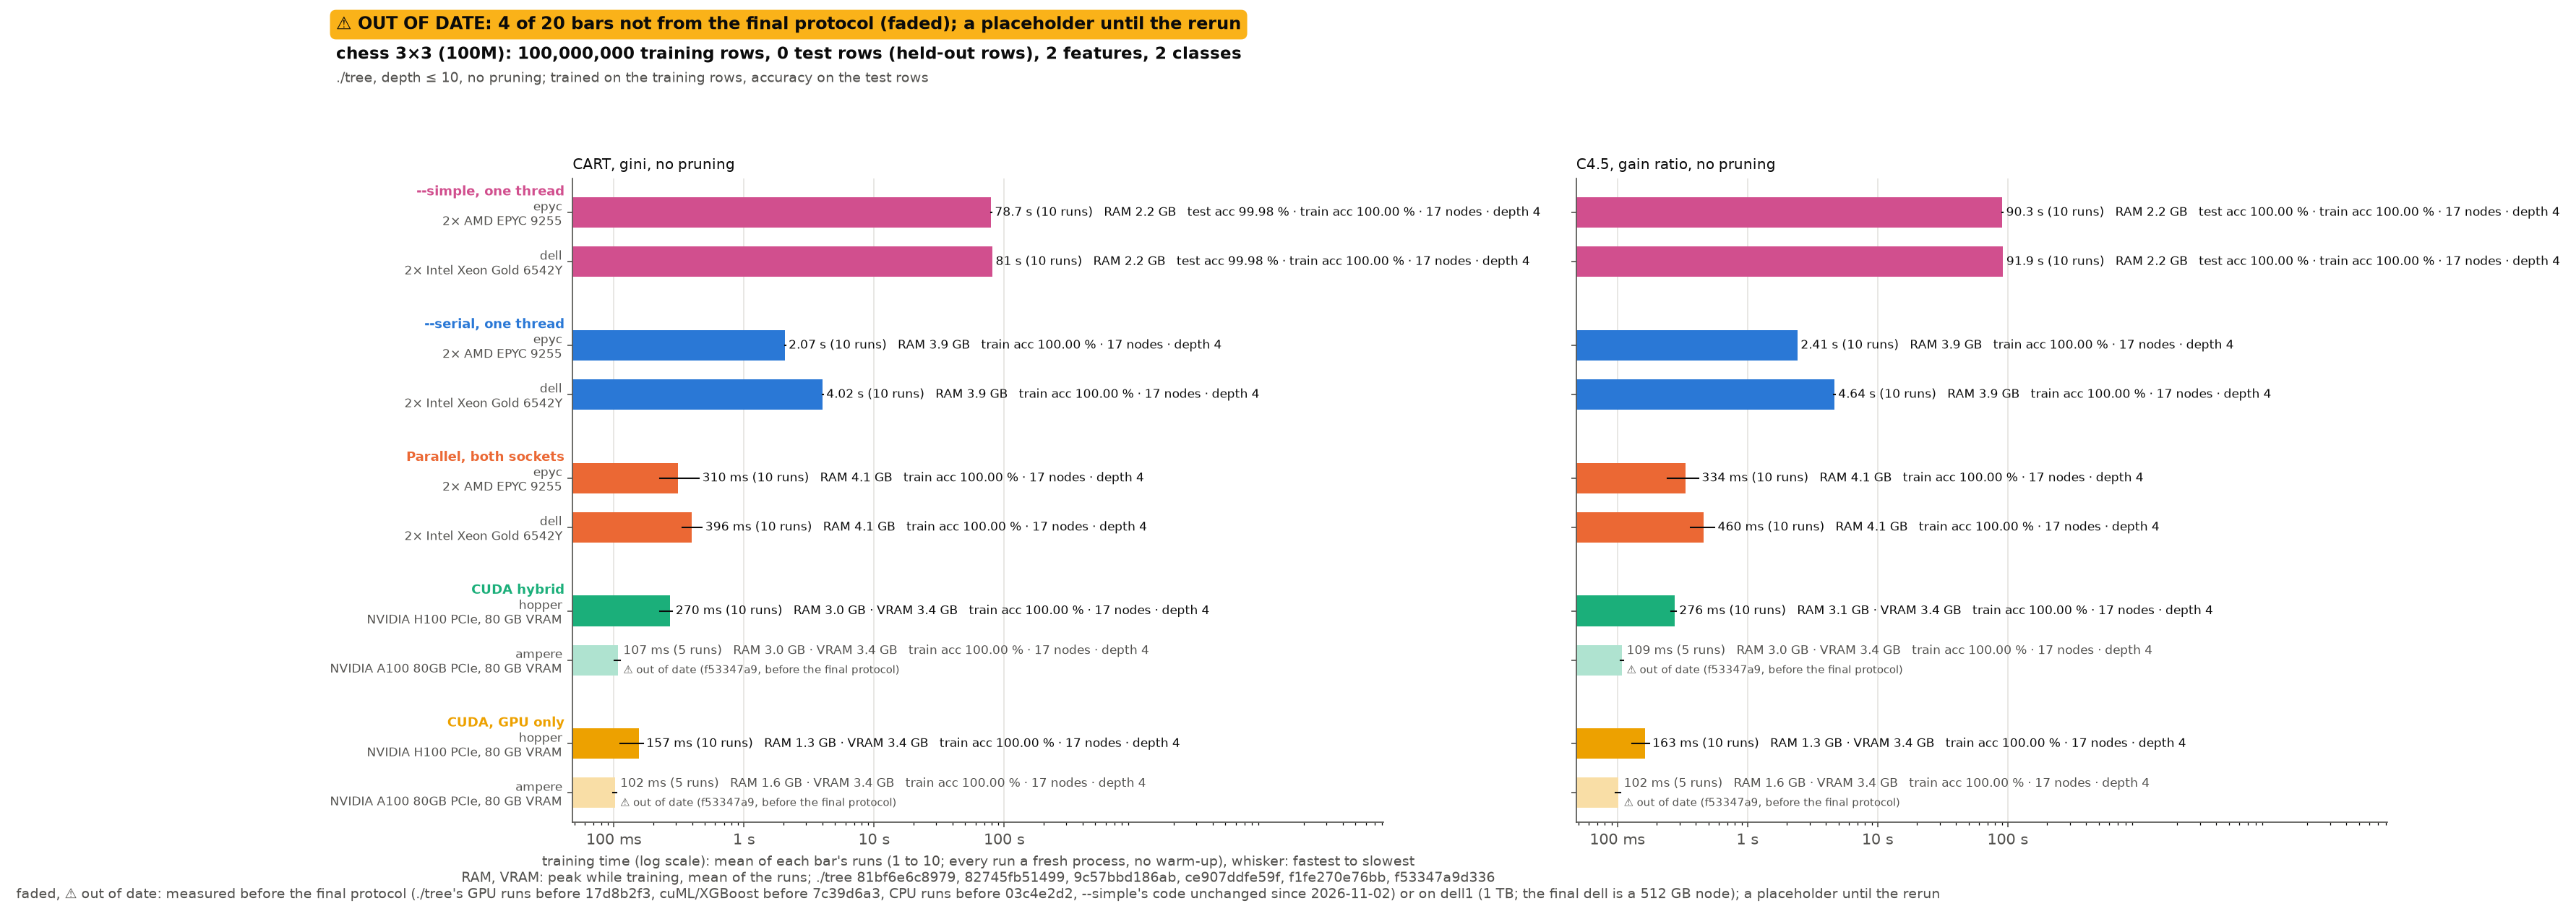 ⚠ OUT OF DATE: 4 of 20 bars not from the final protocol (faded); a placeholder until the rerun
chess 3×3 (100M): 100,000,000 training rows, 0 test rows (held-out rows), 2 features, 2 classes
./tree, depth ≤ 10, no pruning; trained on the training rows, accuracy on the test rows
CART, gini, no pruning
--simple, one thread
epyc
2× AMD EPYC 9255
78.7 s (10 runs) RAM 2.2 GB test acc 99.98 % · train acc 100.00 % · 17 nodes · depth 4
dell
2× Intel Xeon Gold 6542Y
81 s (10 runs) RAM 2.2 GB test acc 99.98 % · train acc 100.00 % · 17 nodes · depth 4
--serial, one thread
epyc
2× AMD EPYC 9255
2.07 s (10 runs) RAM 3.9 GB train acc 100.00 % · 17 nodes · depth 4
dell
2× Intel Xeon Gold 6542Y
4.02 s (10 runs) RAM 3.9 GB train acc 100.00 % · 17 nodes · depth 4
Parallel, both sockets
epyc
2× AMD EPYC 9255
310 ms (10 runs) RAM 4.1 GB train acc 100.00 % · 17 nodes · depth 4
dell
2× Intel Xeon Gold 6542Y
396 ms (10 runs) RAM 4.1 GB train acc 100.00 % · 17 nodes · depth 4
CUDA hybrid
hopper
NVIDIA H100 PCIe, 80 GB VRAM
270 ms (10 runs) RAM 3.0 GB · VRAM 3.4 GB train acc 100.00 % · 17 nodes · depth 4
ampere
NVIDIA A100 80GB PCIe, 80 GB VRAM
107 ms (5 runs) RAM 3.0 GB · VRAM 3.4 GB train acc 100.00 % · 17 nodes · depth 4
⚠ out of date (f53347a9, before the final protocol)
CUDA, GPU only
hopper
NVIDIA H100 PCIe, 80 GB VRAM
157 ms (10 runs) RAM 1.3 GB · VRAM 3.4 GB train acc 100.00 % · 17 nodes · depth 4
ampere
NVIDIA A100 80GB PCIe, 80 GB VRAM
102 ms (5 runs) RAM 1.6 GB · VRAM 3.4 GB train acc 100.00 % · 17 nodes · depth 4
⚠ out of date (f53347a9, before the final protocol)
100 ms 1 s 10 s 100 s
C4.5, gain ratio, no pruning
90.3 s (10 runs) RAM 2.2 GB test acc 100.00 % · train acc 100.00 % · 17 nodes · depth 4
91.9 s (10 runs) RAM 2.2 GB test acc 100.00 % · train acc 100.00 % · 17 nodes · depth 4
2.41 s (10 runs) RAM 3.9 GB train acc 100.00 % · 17 nodes · depth 4
4.64 s (10 runs) RAM 3.9 GB train acc 100.00 % · 17 nodes · depth 4
334 ms (10 runs) RAM 4.1 GB train acc 100.00 % · 17 nodes · depth 4
460 ms (10 runs) RAM 4.1 GB train acc 100.00 % · 17 nodes · depth 4
276 ms (10 runs) RAM 3.1 GB · VRAM 3.4 GB train acc 100.00 % · 17 nodes · depth 4
109 ms (5 runs) RAM 3.0 GB · VRAM 3.4 GB train acc 100.00 % · 17 nodes · depth 4
⚠ out of date (f53347a9, before the final protocol)
163 ms (10 runs) RAM 1.3 GB · VRAM 3.4 GB train acc 100.00 % · 17 nodes · depth 4
102 ms (5 runs) RAM 1.6 GB · VRAM 3.4 GB train acc 100.00 % · 17 nodes · depth 4
⚠ out of date (f53347a9, before the final protocol)
100 ms 1 s 10 s 100 s
training time (log scale): mean of each bar's runs (1 to 10; every run a fresh process, no warm-up), whisker: fastest to slowest
RAM, VRAM: peak while training, mean of the runs; ./tree 81bf6e6c8979, 82745fb51499, 9c57bbd186ab, ce907ddfe59f, f1fe270e76bb, f53347a9d336
faded, ⚠ out of date: measured before the final protocol (./tree's GPU runs before 17d8b2f3, cuML/XGBoost before 7c39d6a3, CPU runs before 03c4e2d2, --simple's code unchanged since 2026-11-02) or on dell1 (1 TB; the final dell is a 512 GB node); a placeholder until the rerun